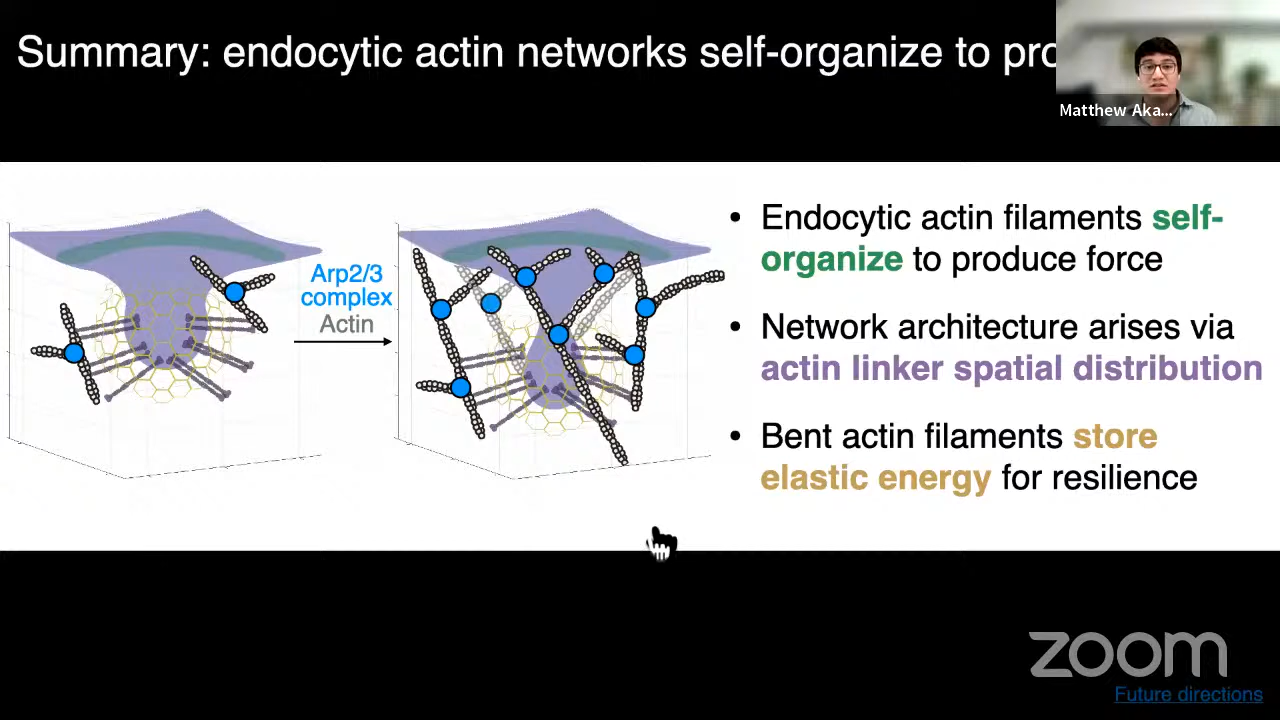 Summary: endocytic actin networks self-organize to
Matthew Aka...
Arp2/3
complex
Actin
• Endocytic actin filaments self-
organize to produce force
• Network architecture arises via
actin linker spatial distribution
• Bent actin filaments store
elastic energy for resilience
zoom
Future directions